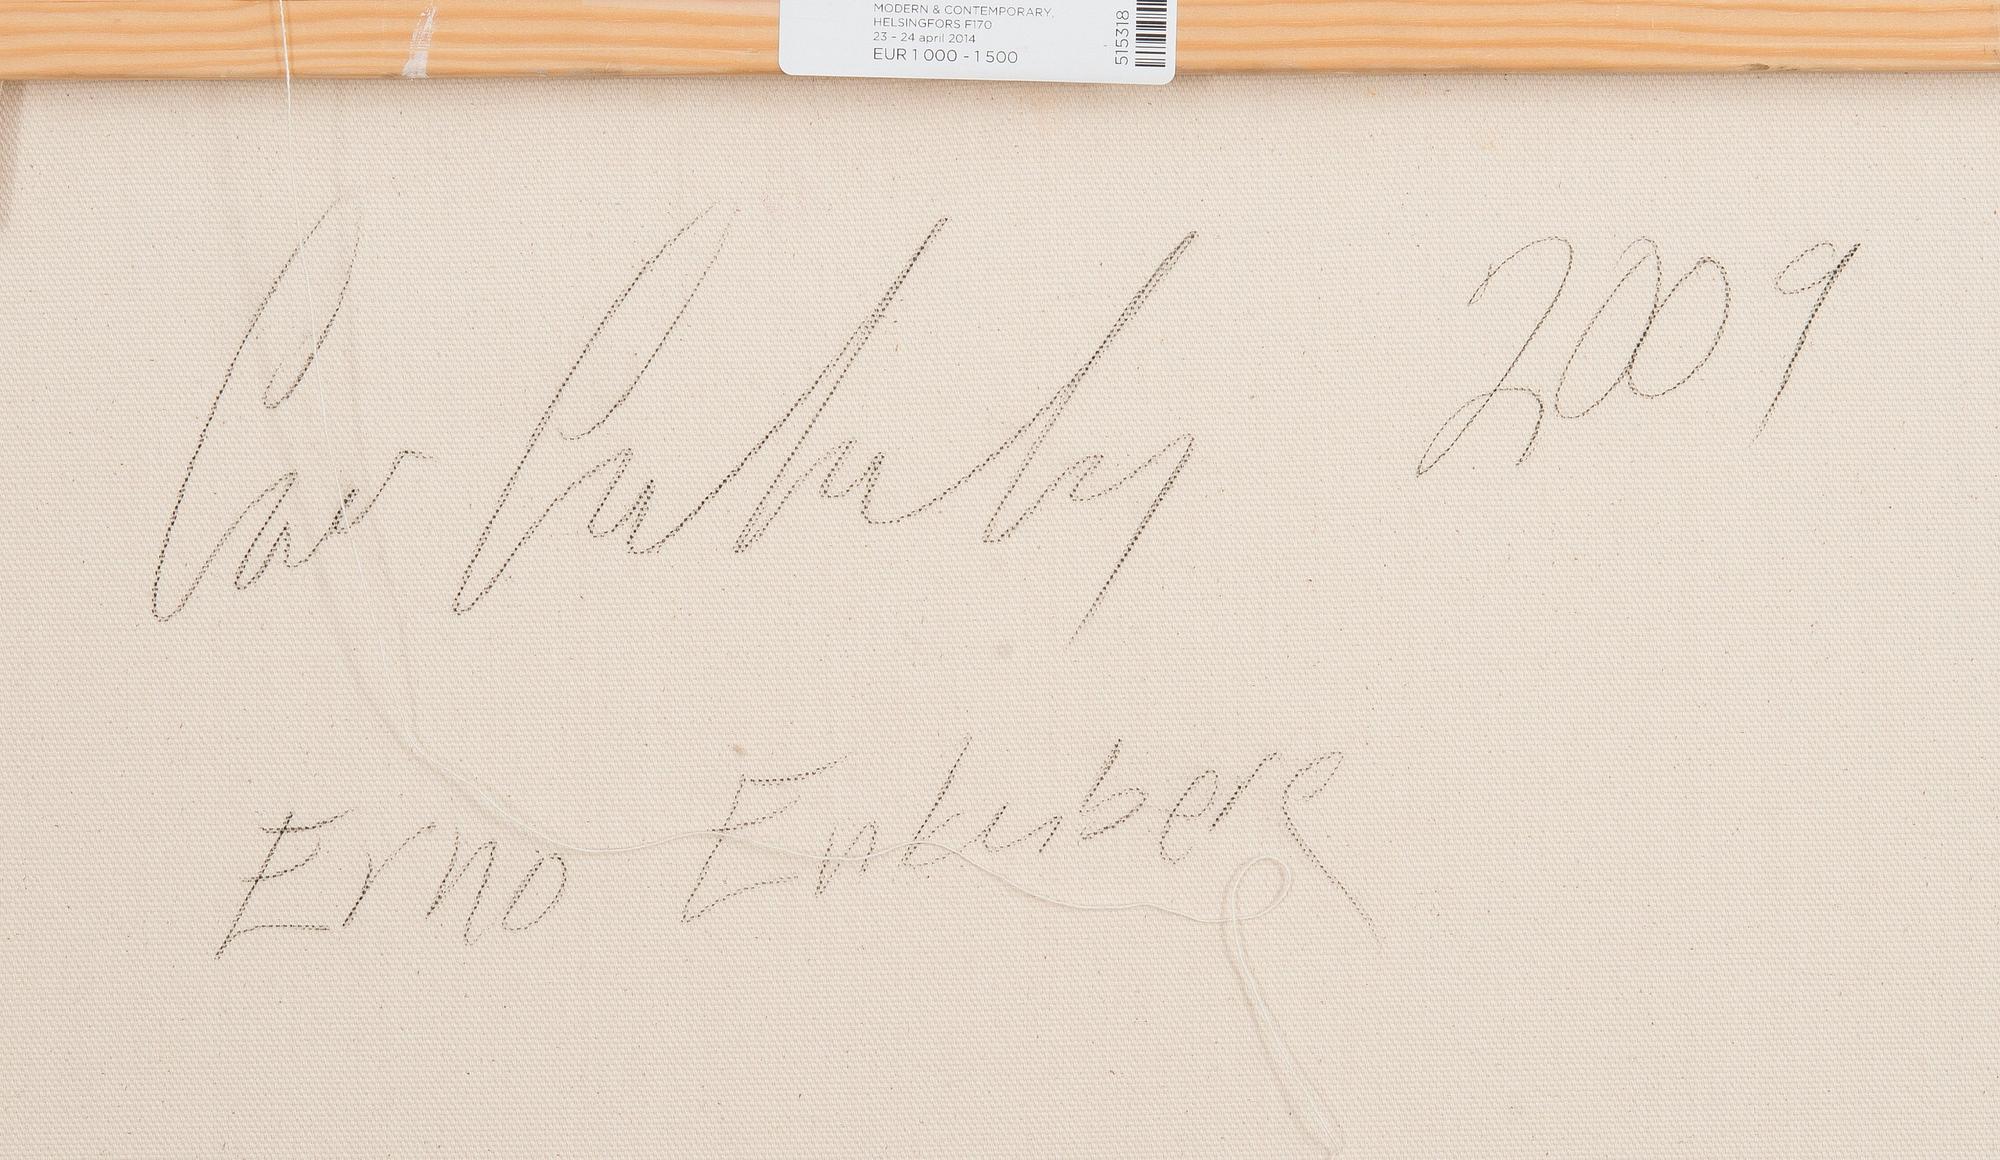 MODERN & CONTEMPORARY,
HELSINGFORS F170
23 - 24 april 2014
EUR 1 000 - 1 500
515318
2009
Erno Enkenberg